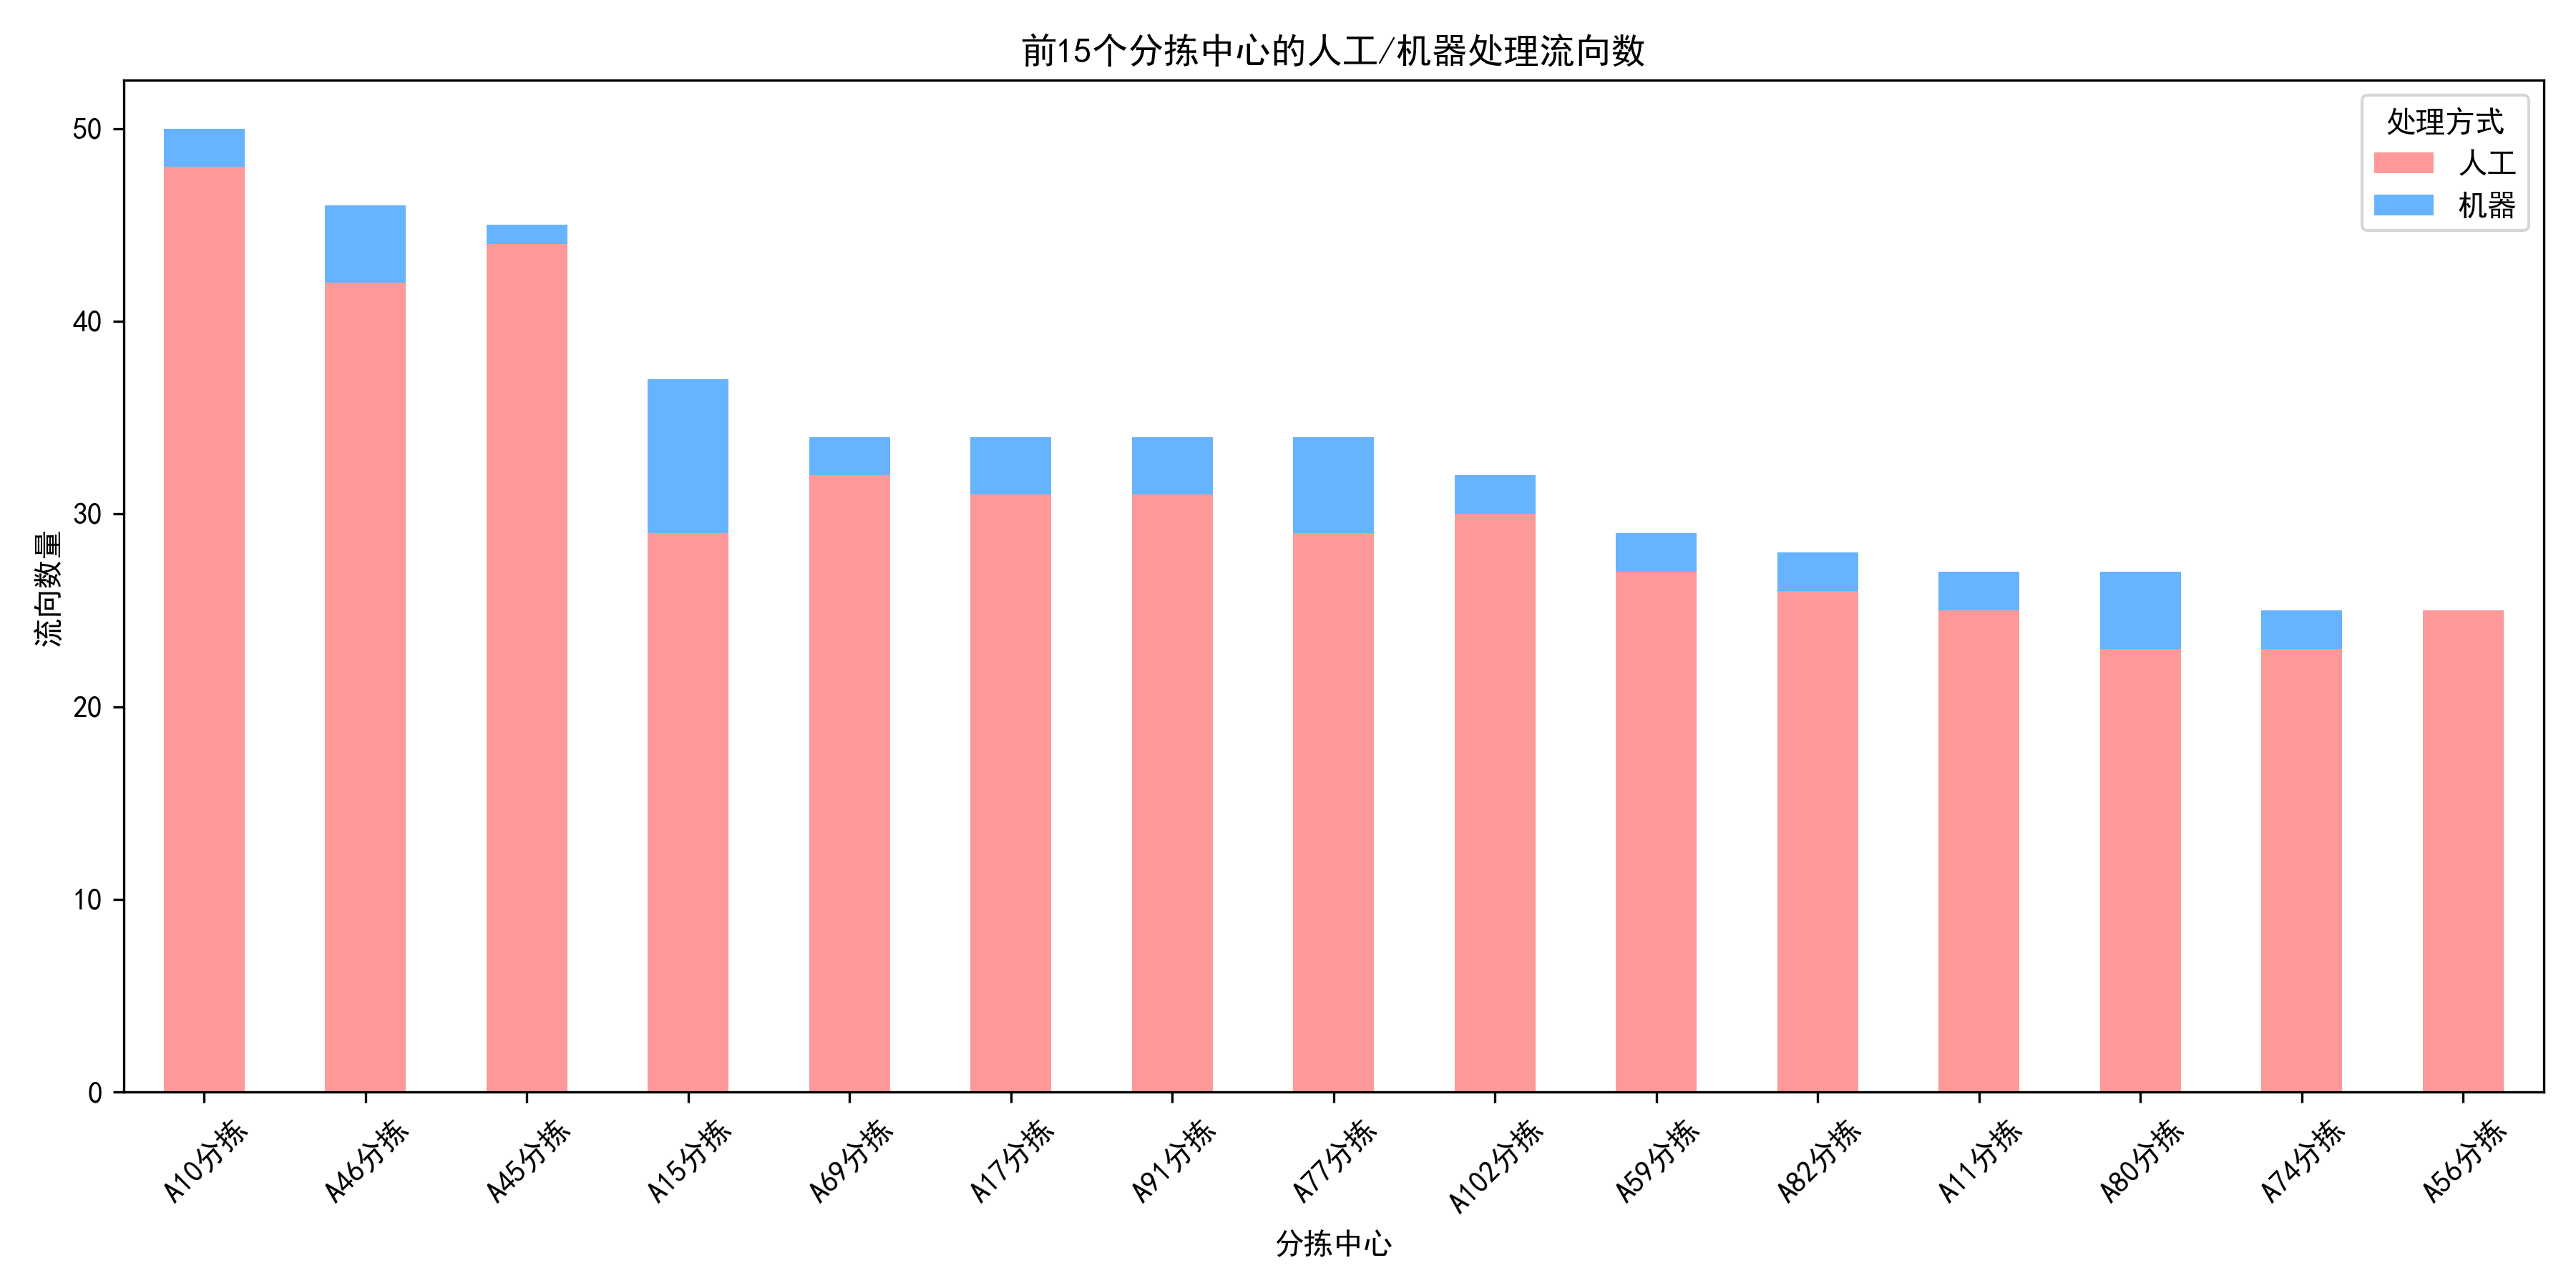 前15个分拣中心的人工/机器处理流向数
处理方式
人工
机器
流向数量
50
40
30
20
10
0
A10分拣
A46分拣
A45分拣
A15分拣
A69分拣
A17分拣
A91分拣
A77分拣
A102分拣
A59分拣
A82分拣
A11分拣
A80分拣
A74分拣
A56分拣
分拣中心